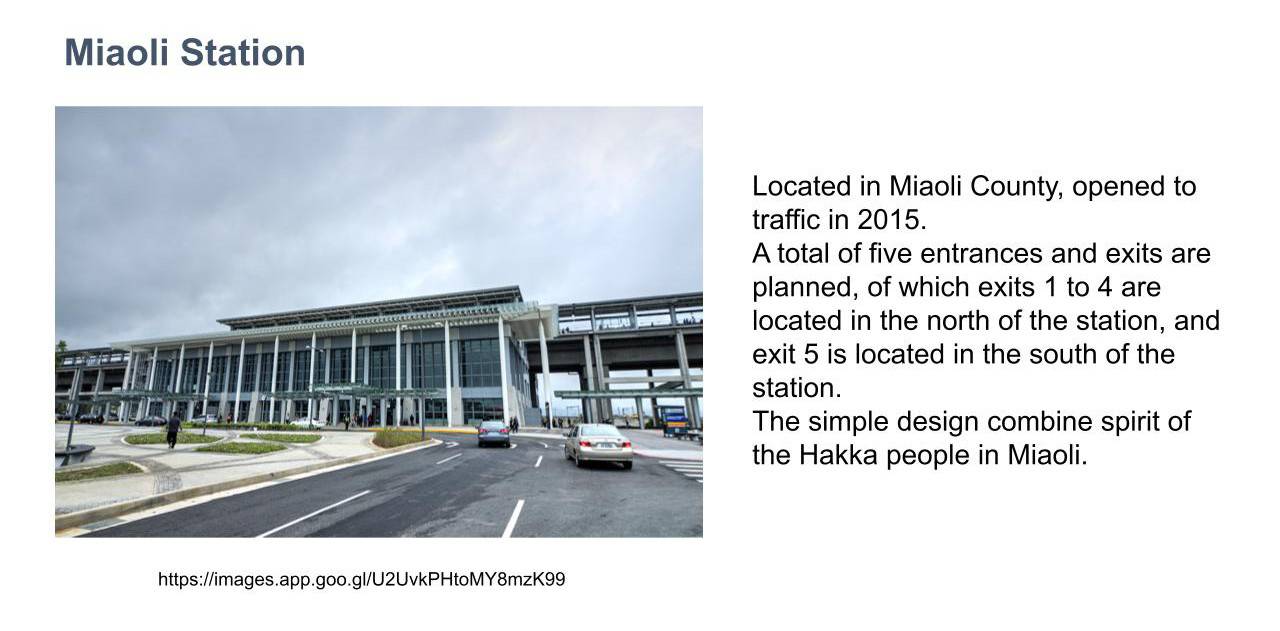 Miaoli Station
Located in Miaoli County, opened to
traffic in 2015.
A total of five entrances and exits are
planned, of which exits 1 to 4 are
located in the north of the station, and
exit 5 is located in the south of the
station.
The simple design combine spirit of
the Hakka people in Miaoli.
https://images.app.goo.gl/U2UvkPHtoMY8mzK99